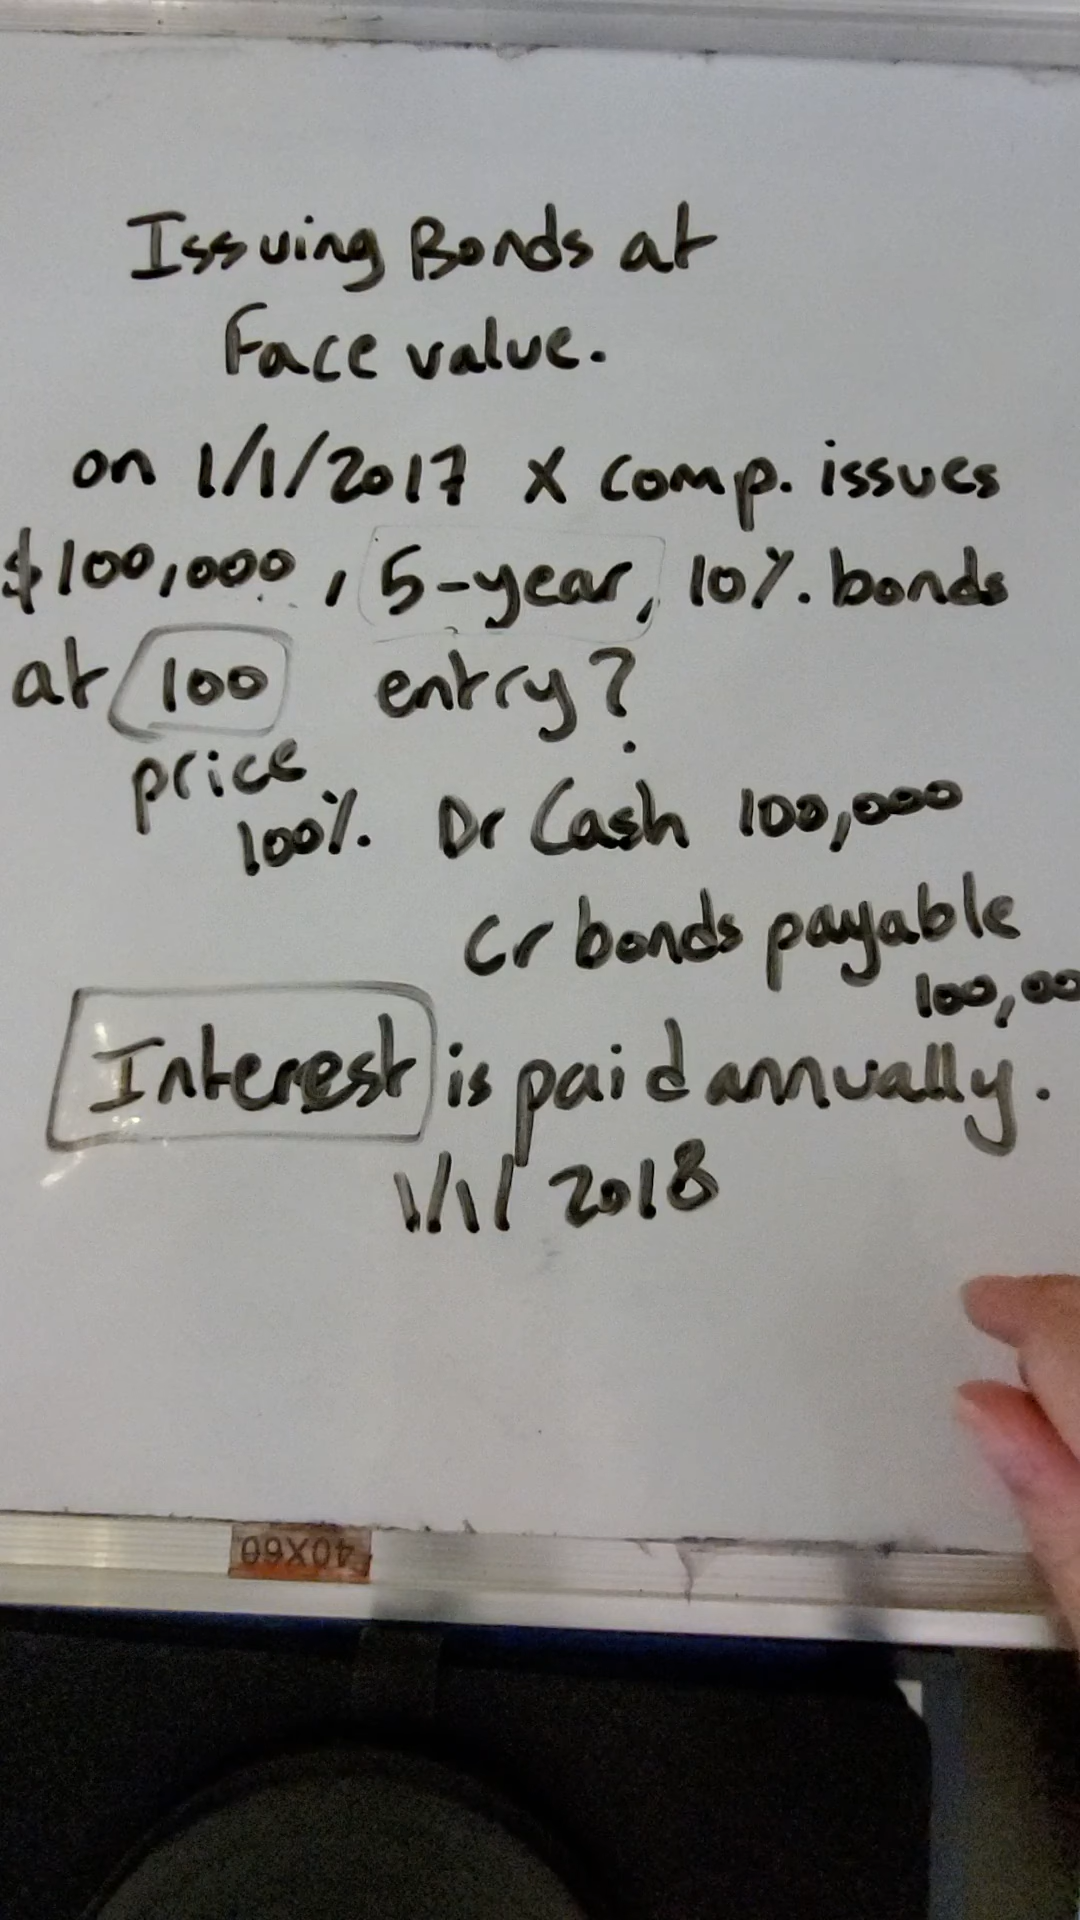 Issuing Bonds at
Face value.
on 1/1/2017 X comp. issues
$100,000, 5-year, 10%. bonds
at 100 entry?
price
100%. Dr Cash 100,000
Cr bonds payable
100,00
Interest is paid annually.
1/1/ 2018
40X60